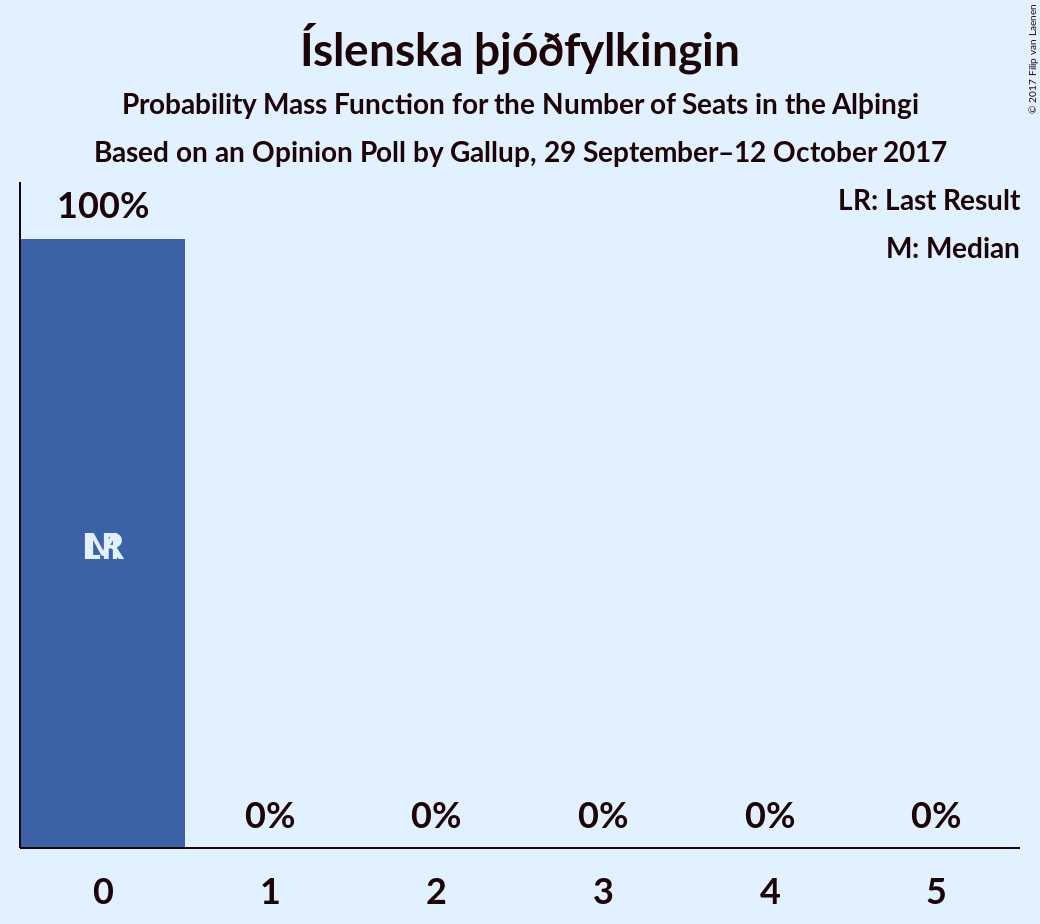 Íslenska þjóðfylkingin
Probability Mass Function for the Number of Seats in the Alþingi
Based on an Opinion Poll by Gallup, 29 September–12 October 2017
© 2017 Filip van Laenen
LR: Last Result
M: Median
100%
LR
M
0% 0% 0% 0% 0%
0 1 2 3 4 5